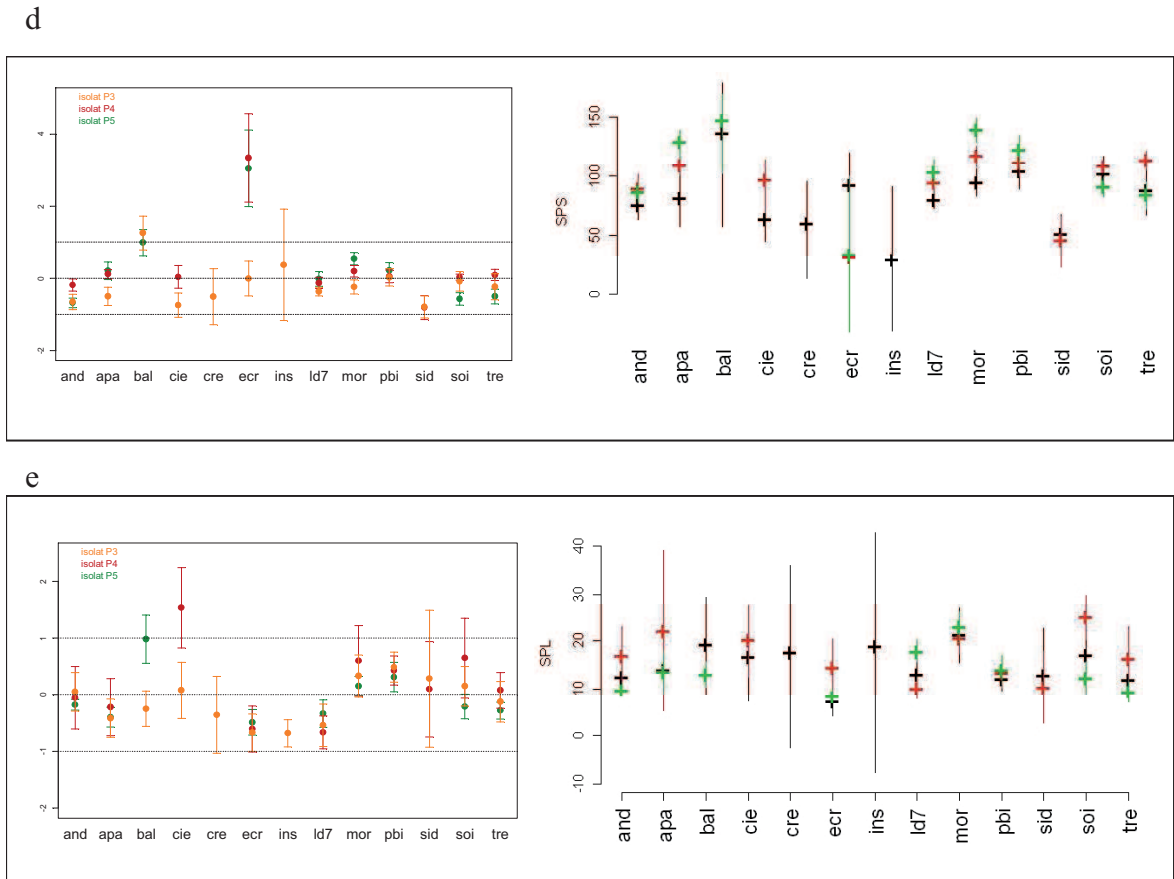 d
isolat P3
isolat P4
isolat P5
4
2
0
-2
and apa bal cie cre ecr ins ld7 mor pbi sid soi tre
SPS
150
100
50
0
and apa bal cie cre ecr ins ld7 mor pbi sid soi tre
e
isolat P3
isolat P4
isolat P5
2
1
0
-1
-2
and apa bal cie cre ecr ins ld7 mor pbi sid soi tre
SPL
40
30
20
10
0
-10
and apa bal cie cre ecr ins ld7 mor pbi sid soi tre